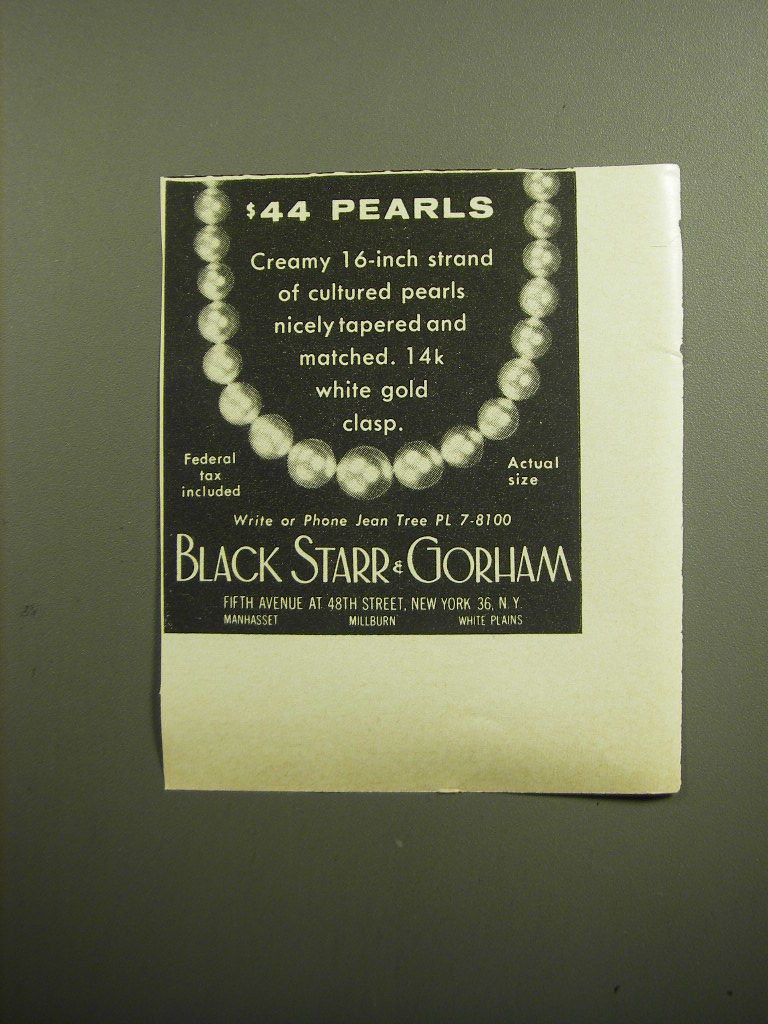 $44 PEARLS
Creamy 16-inch strand
of cultured pearls
nicely tapered and
matched. 14k
white gold
clasp.
Federal
tax
included
Actual
size
Write or Phone Jean Tree PL 7-8100
BLACK STARR & GORHAM
FIFTH AVENUE AT 48TH STREET, NEW YORK 36, N.Y.
MANHASSET MILLBURN WHITE PLAINS